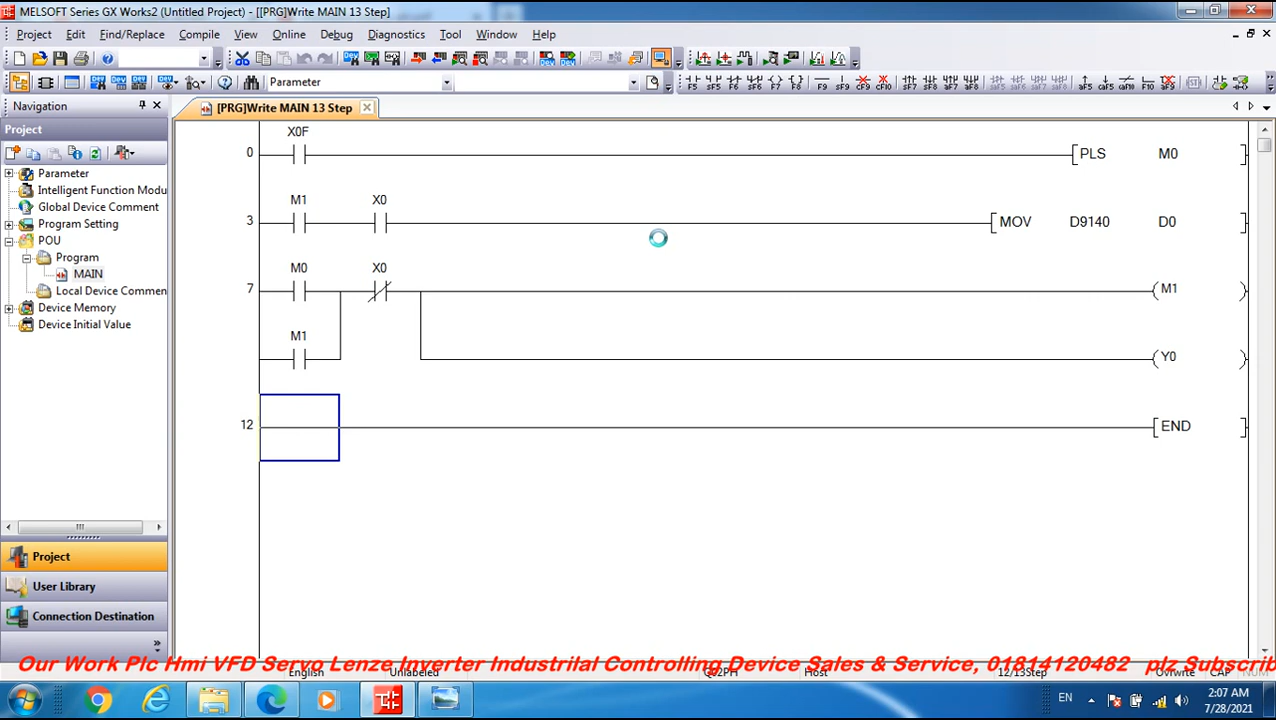 MELSOFT Series GX Works2 (Untitled Project) - [[PRG]Write MAIN 13 Step]
Project Edit Find/Replace Compile View Online Debug Diagnostics Tool Window Help
Parameter
Navigation
[PRG]Write MAIN 13 Step
Project
Parameter
Intelligent Function Modu
Global Device Comment
Program Setting
POU
Program
MAIN
Local Device Commen
Device Memory
Device Initial Value
Project
User Library
Connection Destination
X0F
0 PLS M0
M1 X0
3 MOV D9140 D0
M0 X0
7 M1
M1
Y0
12 END
Our Work Plc Hmi VFD Servo Lenze Inverter Industrilal Controlling Device Sales & Service, 01814120482 plz Subscrib
English Unlabeled Q02PH Host 12/13Step Ovrwrte CAP NUM
EN
2:07 AM
7/28/2021